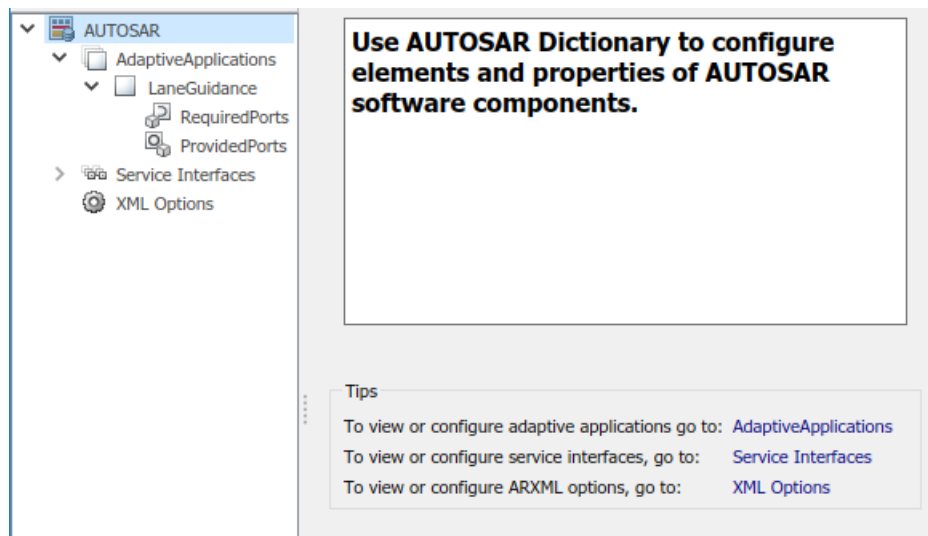 AUTOSAR
AdaptiveApplications
LaneGuidance
RequiredPorts
ProvidedPorts
Service Interfaces
XML Options
Use AUTOSAR Dictionary to configure
elements and properties of AUTOSAR
software components.
Tips
To view or configure adaptive applications go to: AdaptiveApplications
To view or configure service interfaces, go to: Service Interfaces
To view or configure ARXML options, go to: XML Options